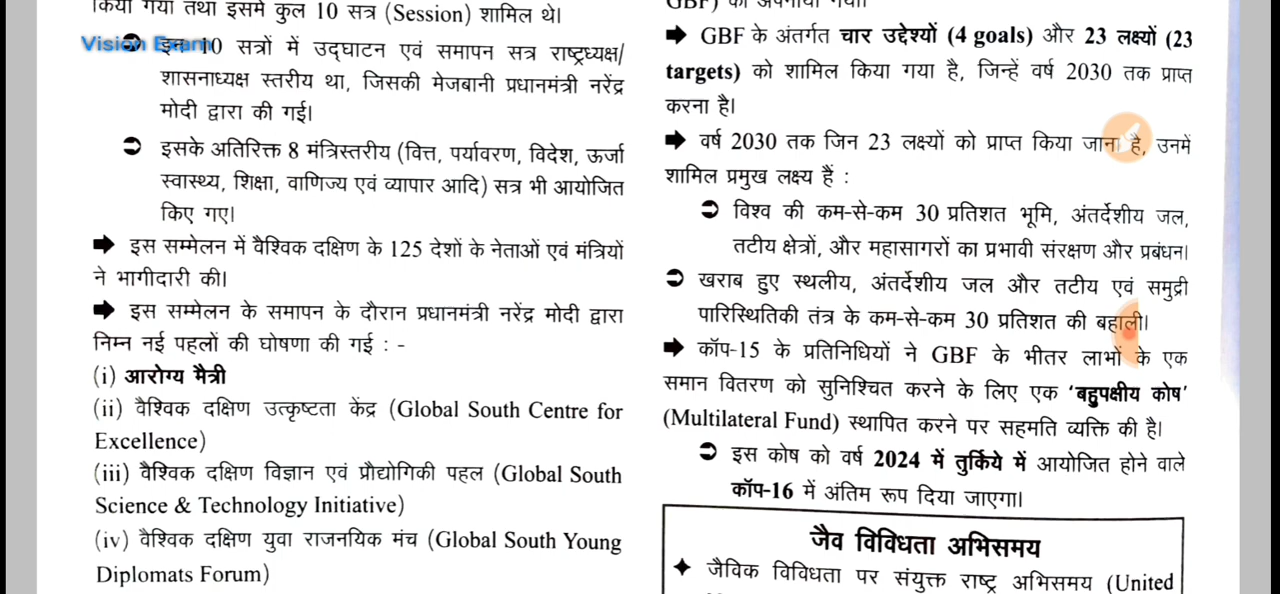 किया गया तथा इसमें कुल 10 सत्र (Session) शामिल थे।
Vision Exam
इन 10 सत्रों में उद्घाटन एवं समापन सत्र राष्ट्रध्यक्ष/
शासनाध्यक्ष स्तरीय था, जिसकी मेजबानी प्रधानमंत्री नरेंद्र
मोदी द्वारा की गई।
➲ इसके अतिरिक्त 8 मंत्रिस्तरीय (वित्त, पर्यावरण, विदेश, ऊर्जा
स्वास्थ्य, शिक्षा, वाणिज्य एवं व्यापार आदि) सत्र भी आयोजित
किए गए।
➡ इस सम्मेलन में वैश्विक दक्षिण के 125 देशों के नेताओं एवं मंत्रियों
ने भागीदारी की।
➡ इस सम्मेलन के समापन के दौरान प्रधानमंत्री नरेंद्र मोदी द्वारा
निम्न नई पहलों की घोषणा की गई : -
(i) आरोग्य मैत्री
(ii) वैश्विक दक्षिण उत्कृष्टता केंद्र (Global South Centre for
Excellence)
(iii) वैश्विक दक्षिण विज्ञान एवं प्रौद्योगिकी पहल (Global South
Science & Technology Initiative)
(iv) वैश्विक दक्षिण युवा राजनयिक मंच (Global South Young
Diplomats Forum)
GBF) को अपनाया गया।
➡ GBF के अंतर्गत चार उद्देश्यों (4 goals) और 23 लक्ष्यों (23
targets) को शामिल किया गया है, जिन्हें वर्ष 2030 तक प्राप्त
करना है।
➡ वर्ष 2030 तक जिन 23 लक्ष्यों को प्राप्त किया जाना है, उनमें
शामिल प्रमुख लक्ष्य हैं :
➲ विश्व की कम-से-कम 30 प्रतिशत भूमि, अंतर्देशीय जल,
तटीय क्षेत्रों, और महासागरों का प्रभावी संरक्षण और प्रबंधन।
➲ खराब हुए स्थलीय, अंतर्देशीय जल और तटीय एवं समुद्री
पारिस्थितिकी तंत्र के कम-से-कम 30 प्रतिशत की बहाली।
➡ कॉप-15 के प्रतिनिधियों ने GBF के भीतर लाभों के एक
समान वितरण को सुनिश्चित करने के लिए एक 'बहुपक्षीय कोष'
(Multilateral Fund) स्थापित करने पर सहमति व्यक्ति की है।
➲ इस कोष को वर्ष 2024 में तुर्किये में आयोजित होने वाले
कॉप-16 में अंतिम रूप दिया जाएगा।
जैव विविधता अभिसमय
✦ जैविक विविधता पर संयुक्त राष्ट्र अभिसमय (United